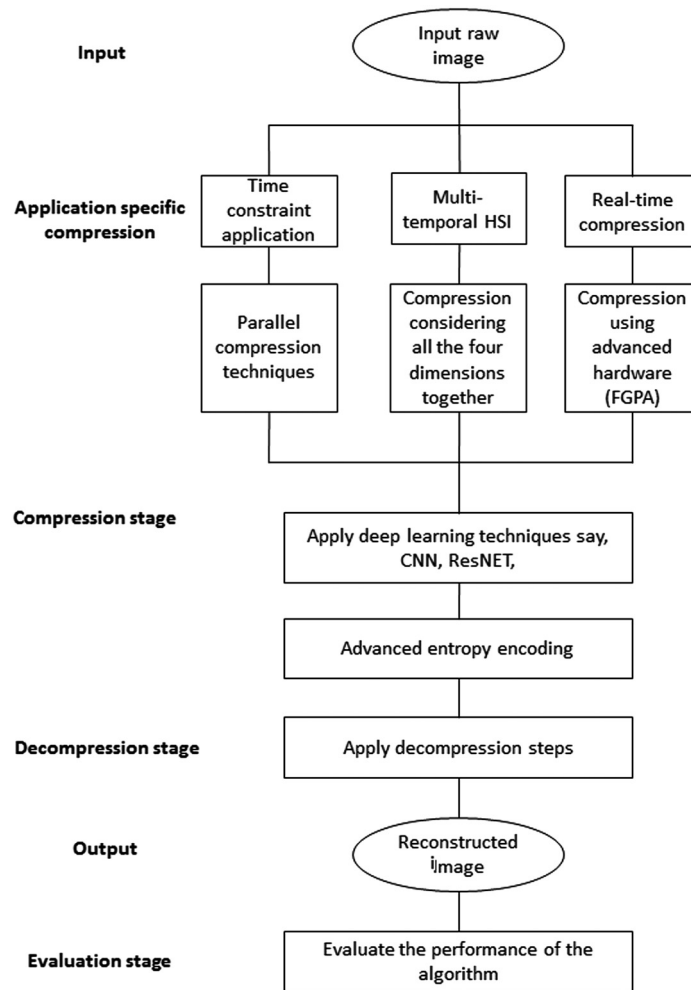 Input
Input raw
image
Application specific
compression
Time
constraint
application
Multi-
temporal HSI
Real-time
compression
Parallel
compression
techniques
Compression
considering
all the four
dimensions
together
Compression
using
advanced
hardware
(FGPA)
Compression stage
Apply deep learning techniques say,
CNN, ResNET,
Advanced entropy encoding
Decompression stage
Apply decompression steps
Output
Reconstructed
image
Evaluation stage
Evaluate the performance of the
algorithm